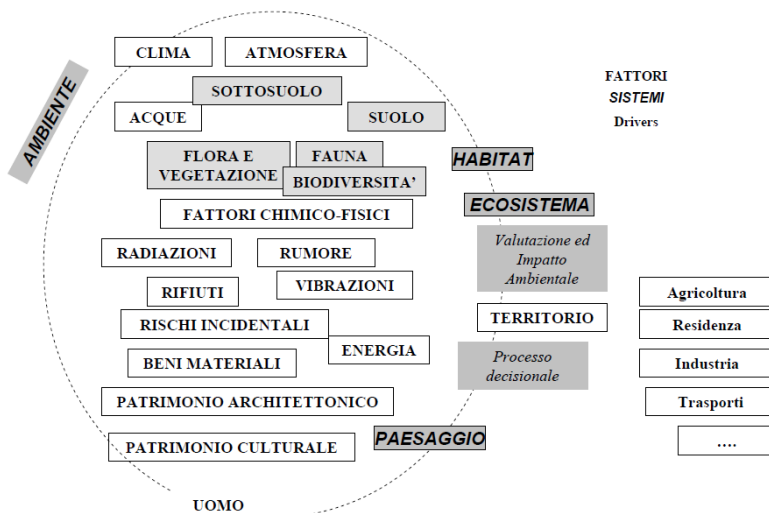 CLIMA
ATMOSFERA
AMBIENTE
SOTTOSUOLO
ACQUE
SUOLO
FLORA E
VEGETAZIONE
FAUNA
BIODIVERSITA’
FATTORI CHIMICO-FISICI
RADIAZIONI
RUMORE
RIFIUTI
VIBRAZIONI
RISCHI INCIDENTALI
ENERGIA
BENI MATERIALI
PATRIMONIO ARCHITETTONICO
PATRIMONIO CULTURALE
UOMO
HABITAT
ECOSISTEMA
Valutazione ed
Impatto
Ambientale
TERRITORIO
Processo
decisionale
PAESAGGIO
FATTORI
SISTEMI
Drivers
Agricoltura
Residenza
Industria
Trasporti
….